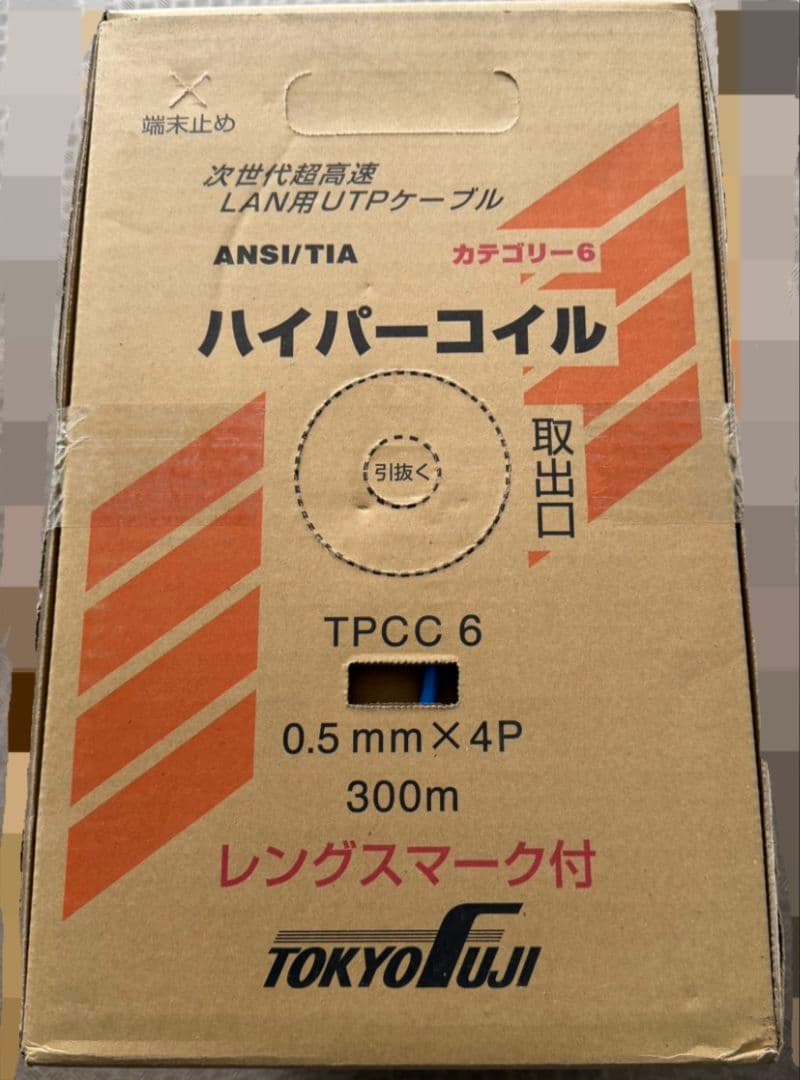 端末止め
次世代超高速
LAN用UTPケーブル
ANSI/TIA カテゴリー6
ハイパーコイル
引抜く
取出口
TPCC 6
0.5mm×4P
300m
レングスマーク付
TOKYO FUJI